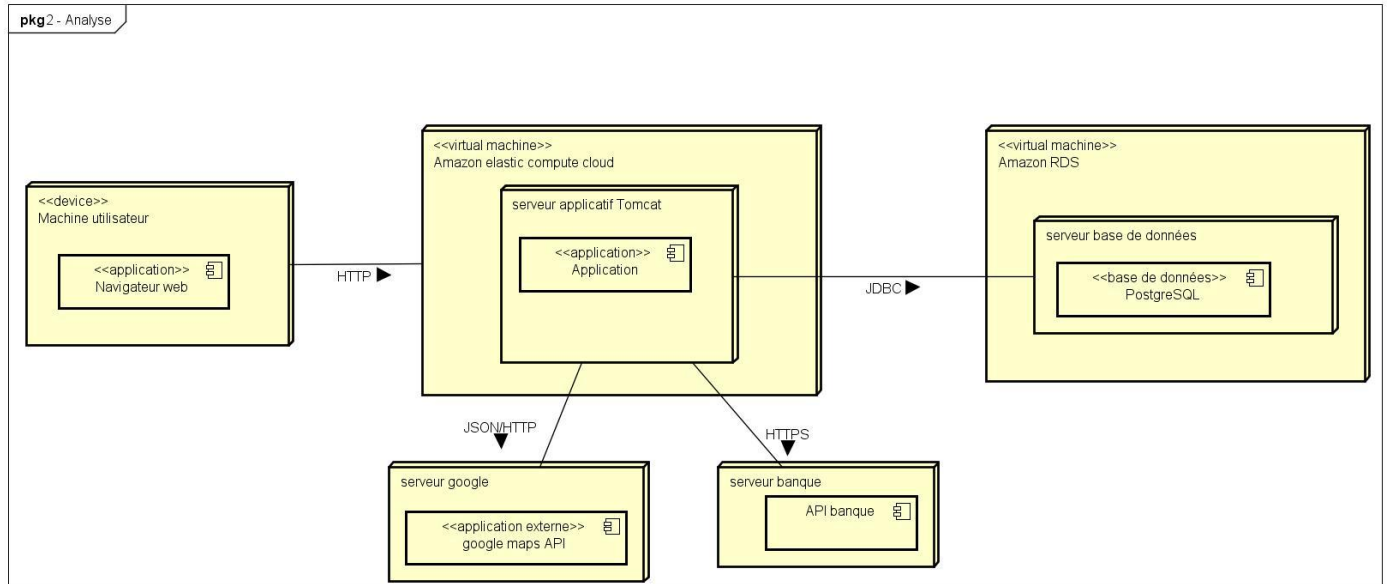 pkg 2 - Analyse
<<device>>
Machine utilisateur
<<application>>
Navigateur web
HTTP
<<virtual machine>>
Amazon elastic compute cloud
serveur applicatif Tomcat
<<application>>
Application
JDBC
<<virtual machine>>
Amazon RDS
serveur base de données
<<base de données>>
PostgreSQL
JSON/HTTP
HTTPS
serveur google
<<application externe>>
google maps API
serveur banque
API banque